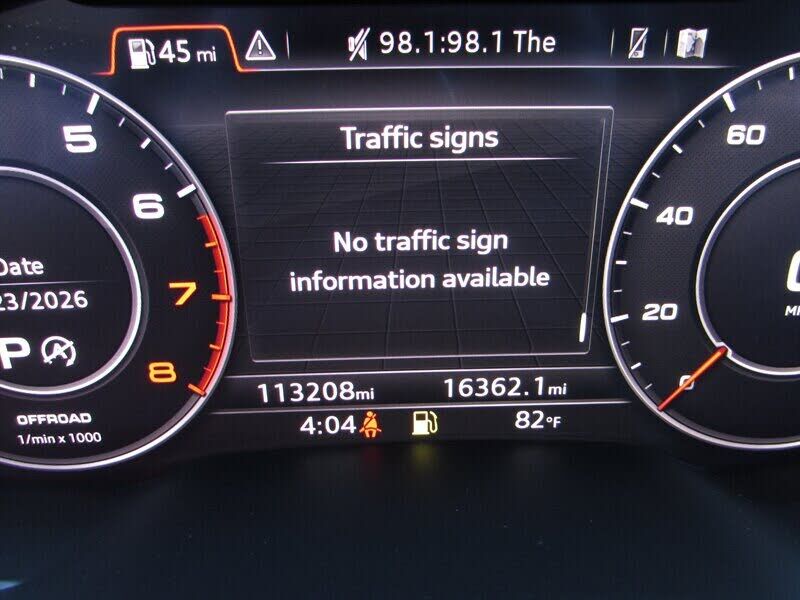 45 mi
98.1:98.1 The
Traffic signs
No traffic sign
information available
5
6
7
8
Date
23/2026
P A
OFFROAD
1/min x 1000
60
40
20
0
113208mi
16362.1mi
4:04
82°F